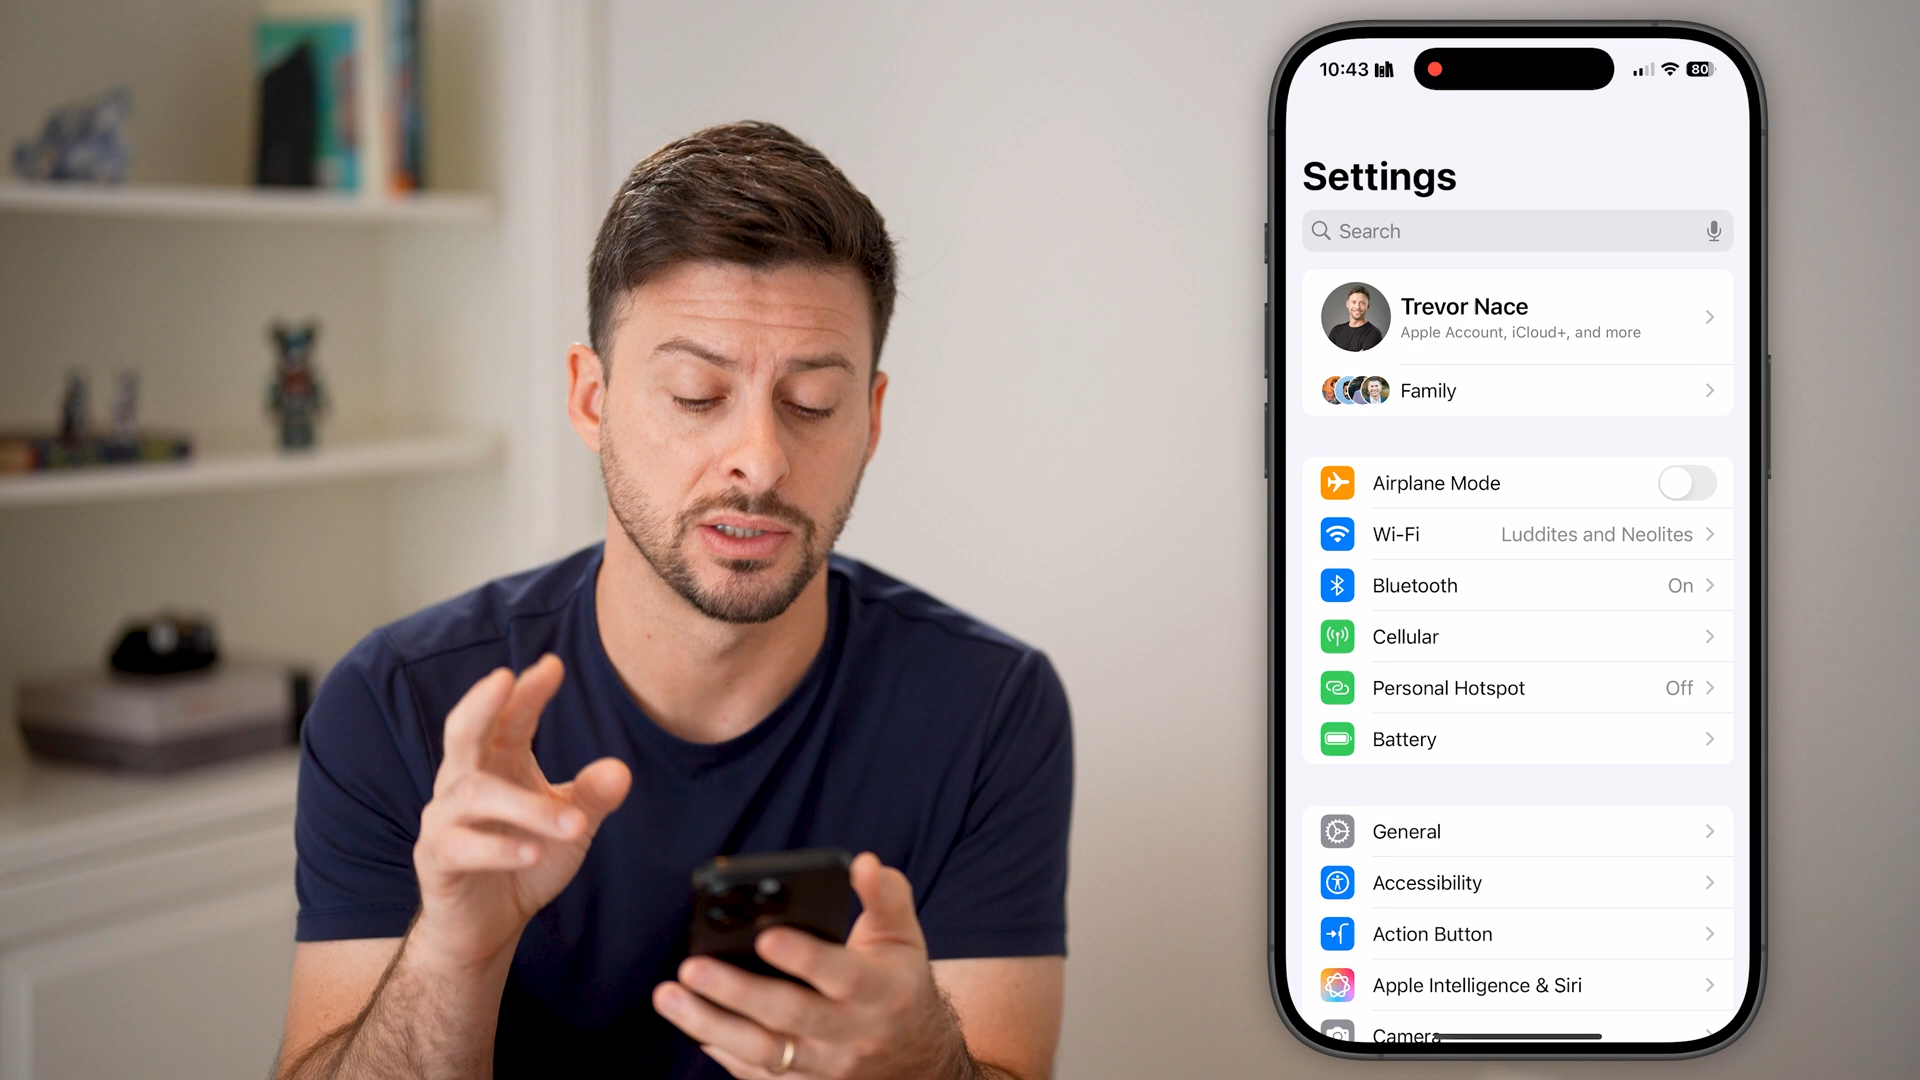 10:43
80
Settings
Search
Trevor Nace
Apple Account, iCloud+, and more
Family
Airplane Mode
Wi-Fi Luddites and Neolites
Bluetooth On
Cellular
Personal Hotspot Off
Battery
General
Accessibility
Action Button
Apple Intelligence & Siri
Camera